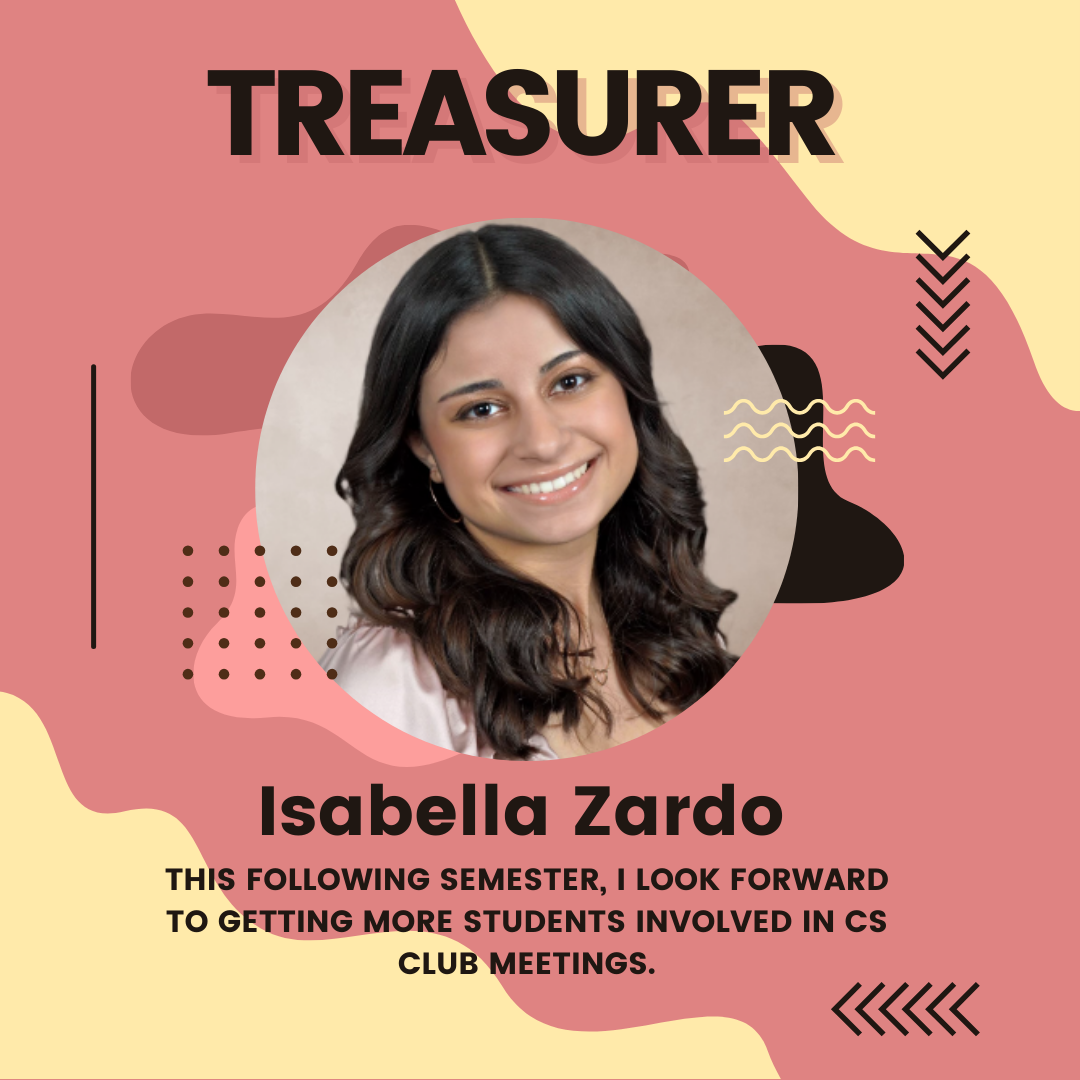 TREASURER
Isabella Zardo
THIS FOLLOWING SEMESTER, I LOOK FORWARD
TO GETTING MORE STUDENTS INVOLVED IN CS
CLUB MEETINGS.